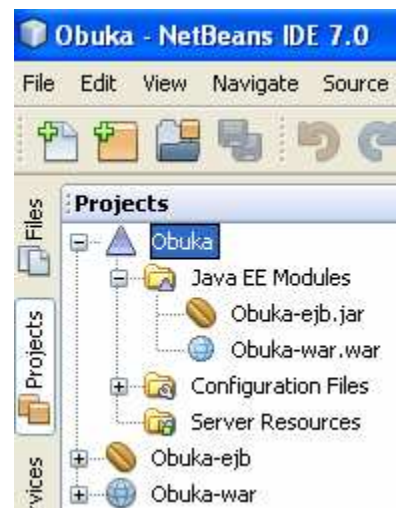 Obuka - NetBeans IDE 7.0
File Edit View Navigate Source
Files
Projects
Projects
Obuka
Java EE Modules
Obuka-ejb.jar
Obuka-war.war
Configuration Files
Server Resources
Obuka-ejb
Obuka-war